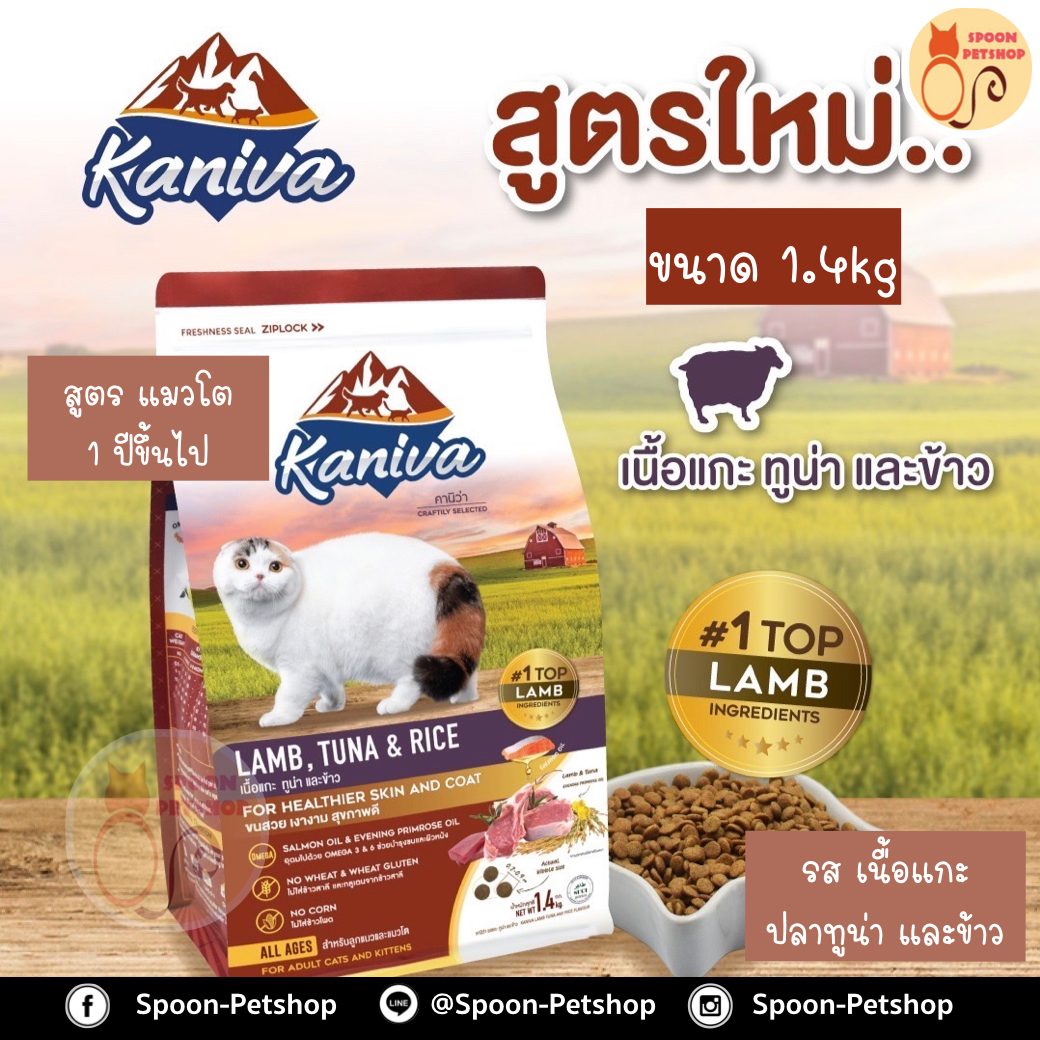 Kaniva
สูตรใหม่..
SPOON
PETSHOP
ขนาด 1.4kg
FRESHNESS SEAL ZIPLOCK >>
สูตร แมวโต
1 ปีขึ้นไป
Kaniva
คานิว่า
CRAFTILY SELECTED
เนื้อแกะ ทูน่า และข้าว
#1 TOP
LAMB
INGREDIENTS
#1 TOP
LAMB
INGREDIENTS
LAMB, TUNA & RICE
เนื้อแกะ ทูน่า และข้าว
FOR HEALTHIER SKIN AND COAT
ขนสวย เงางาม สุขภาพดี
Lamb & Tuna
EVENING PRIMROSE OIL
OMEGA
SALMON OIL & EVENING PRIMROSE OIL
อุดมไปด้วย OMEGA 3 & 6 ช่วยบำรุงขนและผิวหนัง
NO WHEAT & WHEAT GLUTEN
ไม่ใส่ข้าวสาลี และกลูเตนจากข้าวสาลี
NO CORN
ไม่ใส่ข้าวโพด
Actual
kibble size
น้ำหนักสุทธิ
NET WT 1.4 kg
ALL AGES สำหรับลูกแมวและแมวโต
FOR ADULT CATS AND KITTENS
SPOON
PETSHOP
รส เนื้อแกะ
ปลาทูน่า และข้าว
Spoon-Petshop
LINE
@Spoon-Petshop
Spoon-Petshop